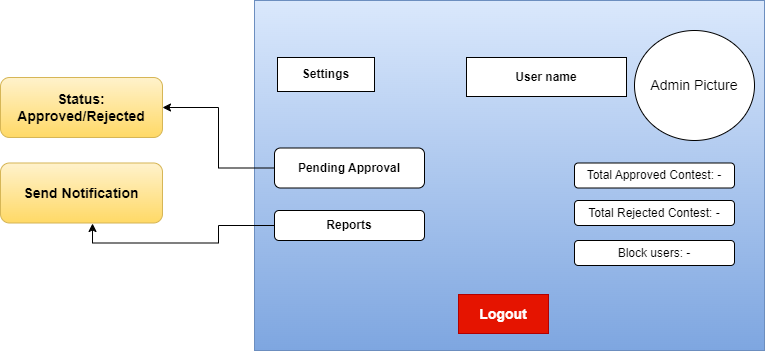 Settings
User name
Admin Picture
Status:
Approved/Rejected
Pending Approval
Total Approved Contest: -
Send Notification
Total Rejected Contest: -
Reports
Block users: -
Logout